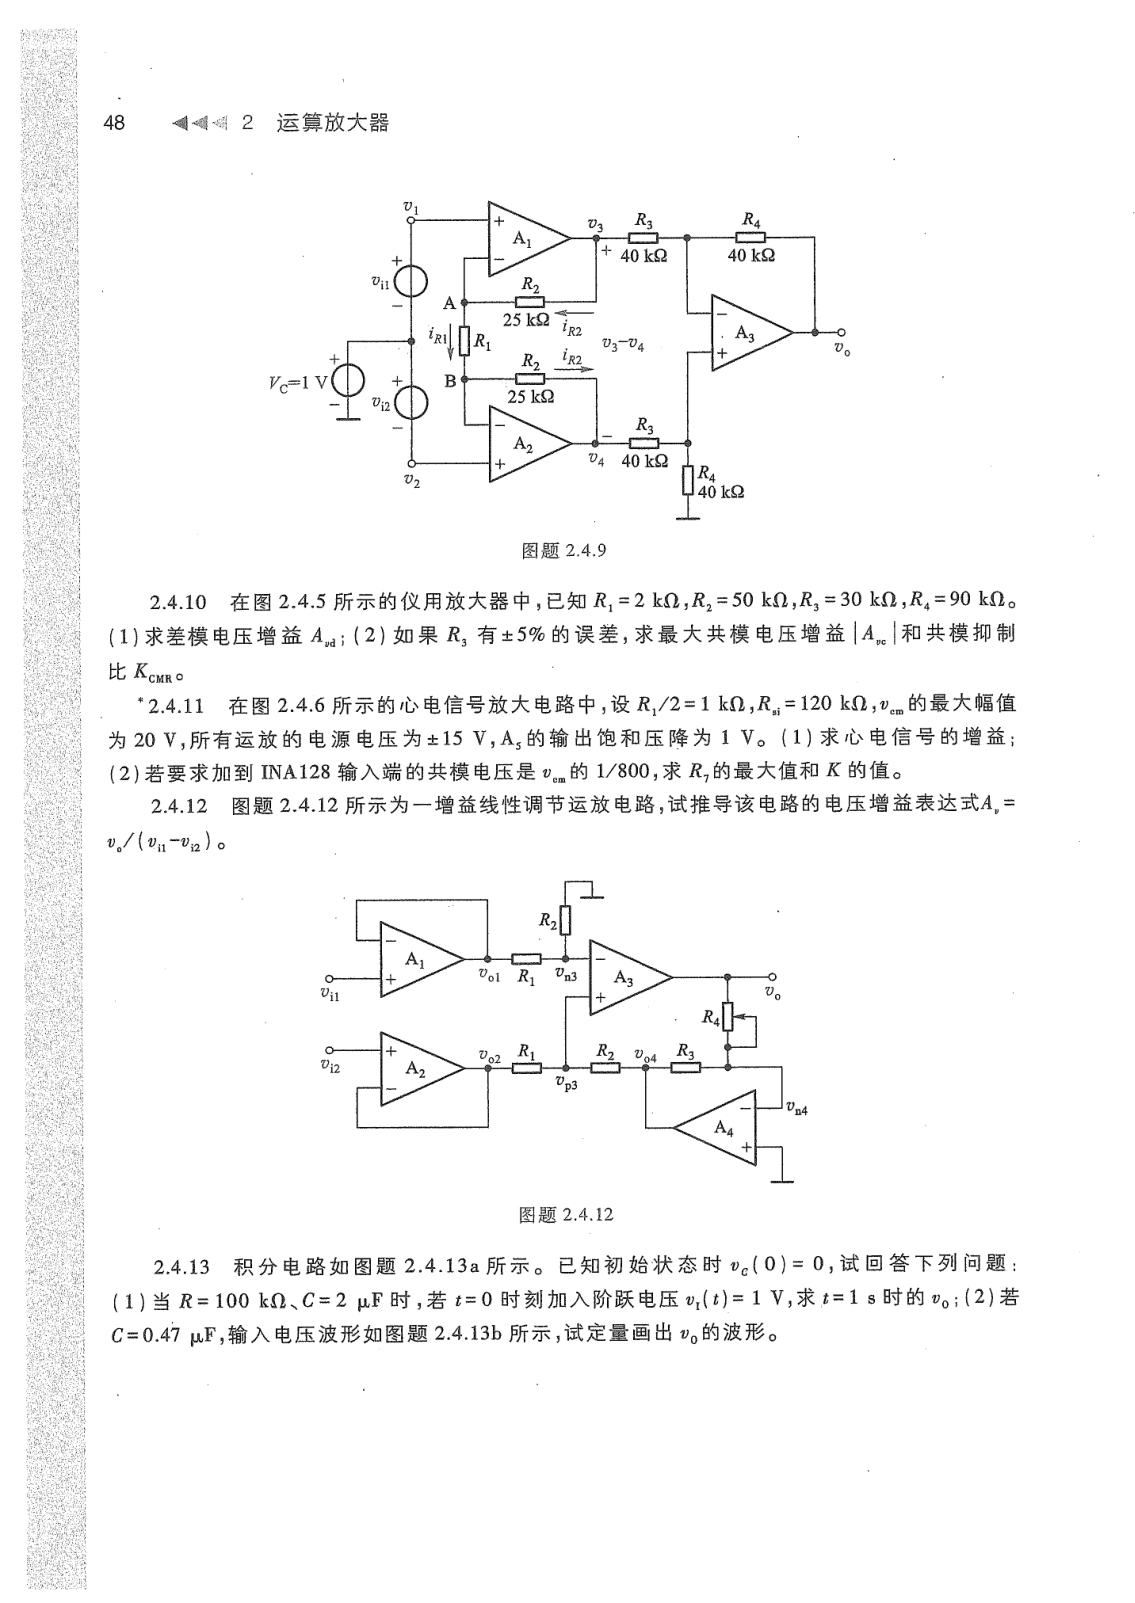 48 2 运算放大器
v1
+
A1
-
v3
R3
R4
+
40 kΩ
40 kΩ
+
vi1
-
A
R2
25 kΩ
iR2
iR1
R1
v3-v4
-
A3
+
vo
+
VC=1 V
-
B
R2
iR2
25 kΩ
+
vi2
-
-
A2
+
-
v4
R3
40 kΩ
R4
40 kΩ
v2
图题 2.4.9
2.4.10 在图 2.4.5 所示的仪用放大器中,已知 R1=2 kΩ,R2=50 kΩ,R3=30 kΩ,R4=90 kΩ。
(1)求差模电压增益 Avd;(2)如果 R3 有±5%的误差,求最大共模电压增益|Avc|和共模抑制
比 KCMR。
*2.4.11 在图 2.4.6 所示的心电信号放大电路中,设 R1/2=1 kΩ,Rsi=120 kΩ,vcm的最大幅值
为 20 V,所有运放的电源电压为±15 V,A5的输出饱和压降为 1 V。(1)求心电信号的增益;
(2)若要求加到 INA128 输入端的共模电压是 vcm的 1/800,求 R7的最大值和 K 的值。
2.4.12 图题 2.4.12 所示为一增益线性调节运放电路,试推导该电路的电压增益表达式Av=
vo/(vi1-vi2)。
R2
-
A1
+
vi1
vo1
R1
vn3
-
A3
+
vo
R4
vi2
+
A2
-
vo2
R1
vp3
R2
vo4
R3
-
A4
+
vn4
图题 2.4.12
2.4.13 积分电路如图题 2.4.13a 所示。已知初始状态时 vc(0)=0,试回答下列问题:
(1)当 R=100 kΩ、C=2 μF 时,若 t=0 时刻加入阶跃电压 vI(t)=1 V,求 t=1 s 时的 vo;(2)若
C=0.47 μF,输入电压波形如图题 2.4.13b 所示,试定量画出 vo的波形。